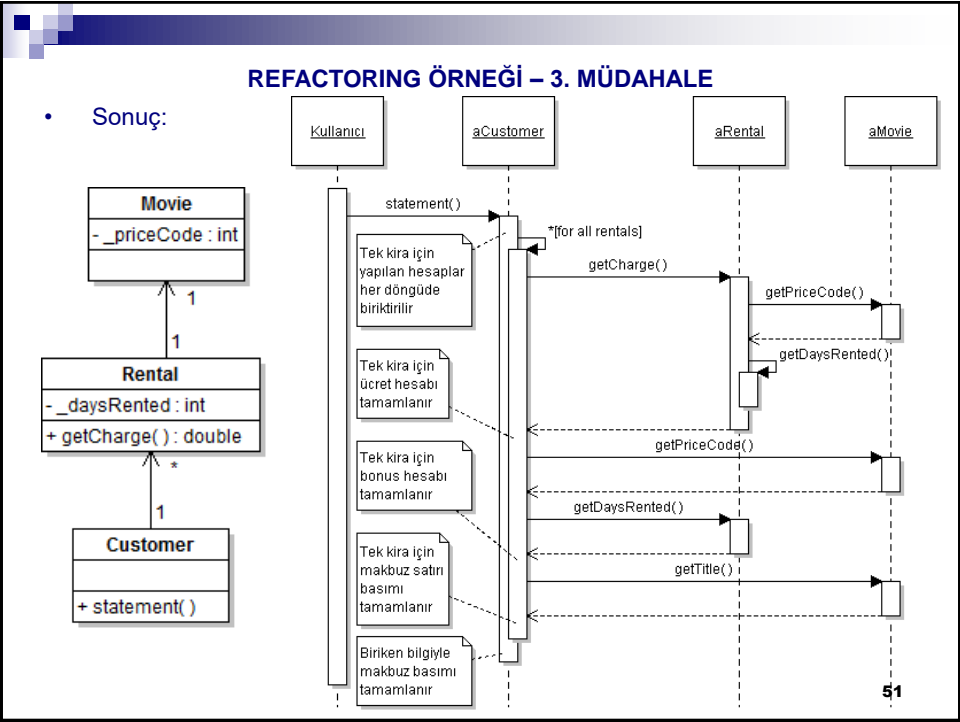 REFACTORING ÖRNEĞİ – 3. MÜDAHALE
• Sonuç:
Movie
- _priceCode : int
1
1
Rental
- _daysRented : int
+ getCharge( ) : double
*
1
Customer
+ statement( )
Kullanıcı
aCustomer
aRental
aMovie
statement( )
*[for all rentals]
Tek kira için
yapılan hesaplar
her döngüde
biriktirilir
getCharge( )
getPriceCode( )
getDaysRented( )
Tek kira için
ücret hesabı
tamamlanır
getPriceCode( )
Tek kira için
bonus hesabı
tamamlanır
getDaysRented( )
Tek kira için
makbuz satırı
basımı
tamamlanır
getTitle( )
Biriken bilgiyle
makbuz basımı
tamamlanır
51